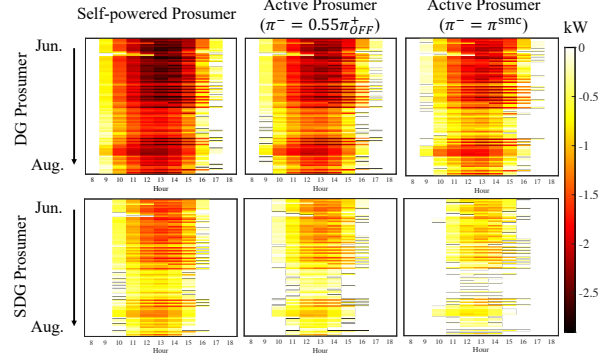 Self-powered Prosumer
Active Prosumer
(π⁻ = 0.55π⁺_OFF)
Active Prosumer
(π⁻ = πˢᵐᶜ)
kW
DG Prosumer
Jun.
Aug.
0
-0.5
-1
-1.5
-2
-2.5
8 9 10 11 12 13 14 15 16 17 18
Hour
8 9 10 11 12 13 14 15 16 17 18
Hour
8 9 10 11 12 13 14 15 16 17 18
Hour
SDG Prosumer
Jun.
Aug.
8 9 10 11 12 13 14 15 16 17 18
Hour
8 9 10 11 12 13 14 15 16 17 18
Hour
8 9 10 11 12 13 14 15 16 17 18
Hour